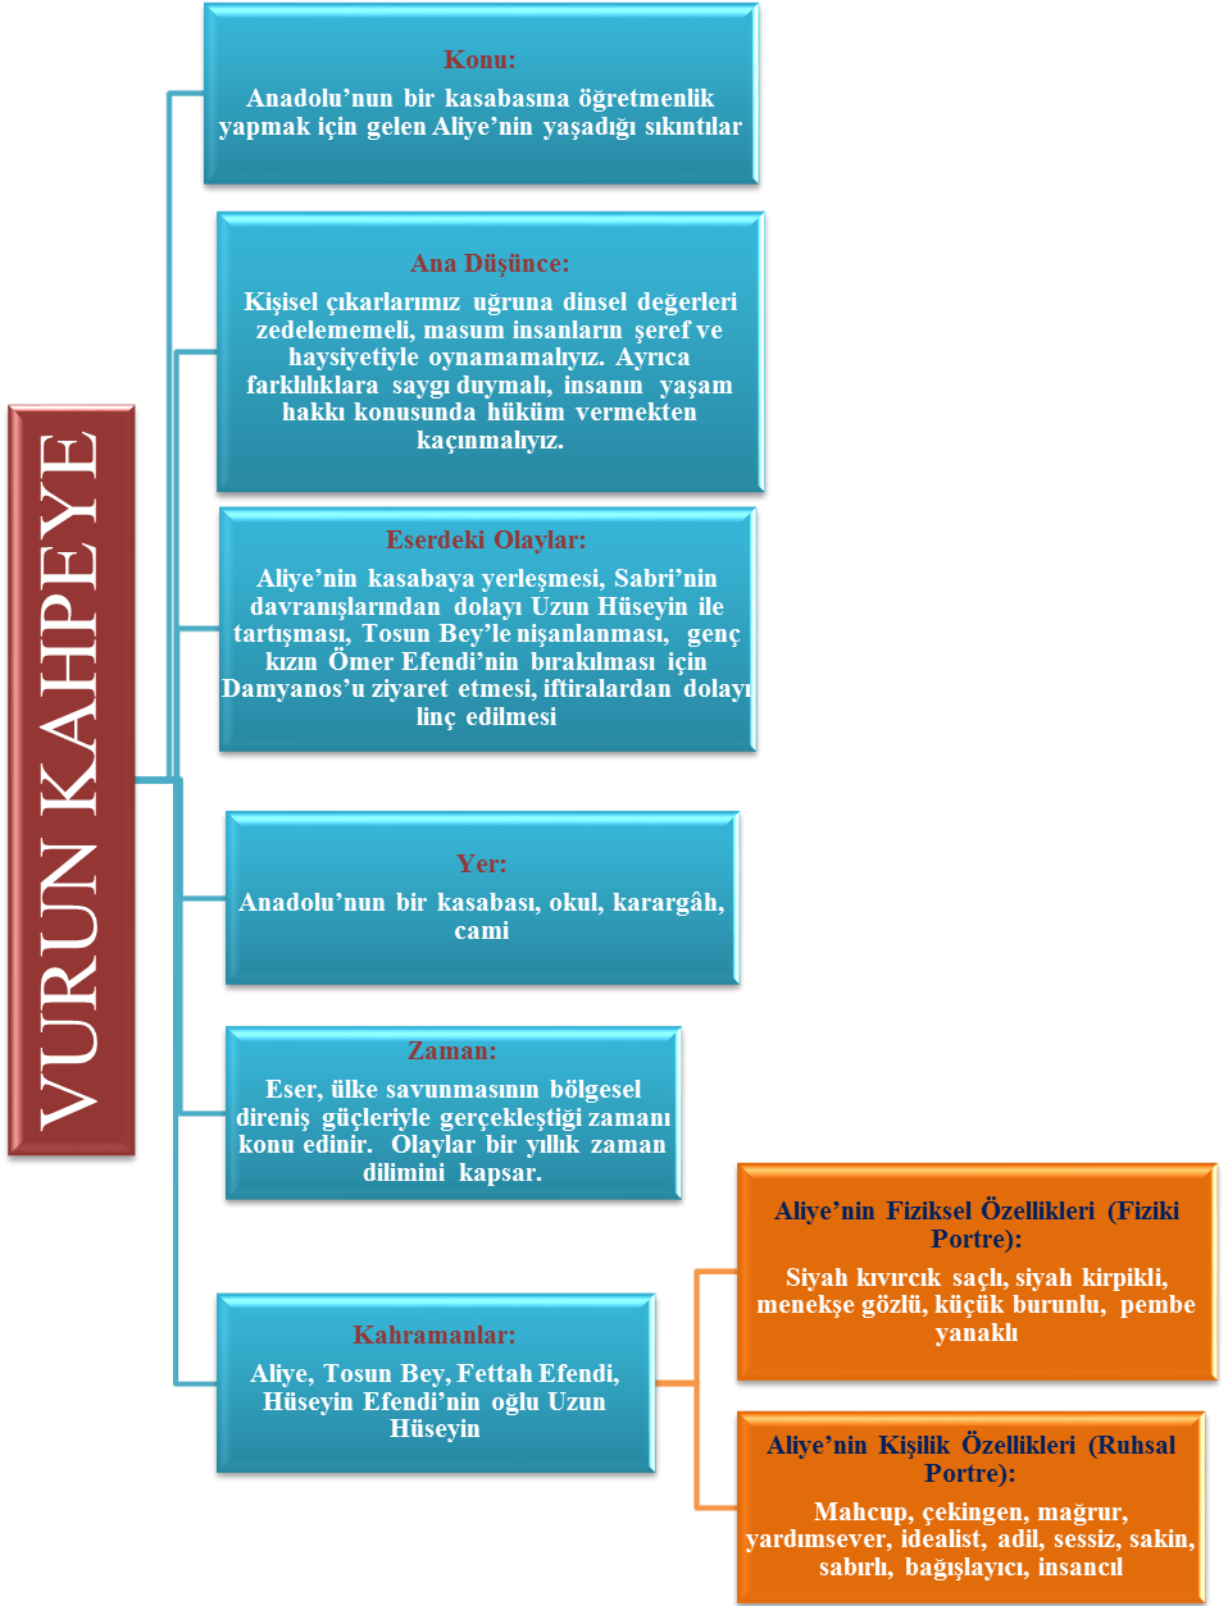 VURUN KAHPEYE
Konu:
Anadolu’nun bir kasabasına öğretmenlik
yapmak için gelen Aliye’nin yaşadığı sıkıntılar
Ana Düşünce:
Kişisel çıkarlarımız uğruna dinsel değerleri
zedelememeli, masum insanların şeref ve
haysiyetiyle oynamamalıyız. Ayrıca
farklılıklara saygı duymalı, insanın yaşam
hakkı konusunda hüküm vermekten
kaçınmalıyız.
Eserdeki Olaylar:
Aliye’nin kasabaya yerleşmesi, Sabri’nin
davranışlarından dolayı Uzun Hüseyin ile
tartışması, Tosun Bey’le nişanlanması, genç
kızın Ömer Efendi’nin bırakılması için
Damyanos’u ziyaret etmesi, iftiralardan dolayı
linç edilmesi
Yer:
Anadolu’nun bir kasabası, okul, karargâh,
cami
Zaman:
Eser, ülke savunmasının bölgesel
direniş güçleriyle gerçekleştiği zamanı
konu edinir. Olaylar bir yıllık zaman
dilimini kapsar.
Kahramanlar:
Aliye, Tosun Bey, Fettah Efendi,
Hüseyin Efendi’nin oğlu Uzun
Hüseyin
Aliye’nin Fiziksel Özellikleri (Fiziki
Portre):
Siyah kıvırcık saçlı, siyah kirpikli,
menekşe gözlü, küçük burunlu, pembe
yanaklı
Aliye’nin Kişilik Özellikleri (Ruhsal
Portre):
Mahcup, çekingen, mağrur,
yardımsever, idealist, adil, sessiz, sakin,
sabırlı, bağışlayıcı, insancıl